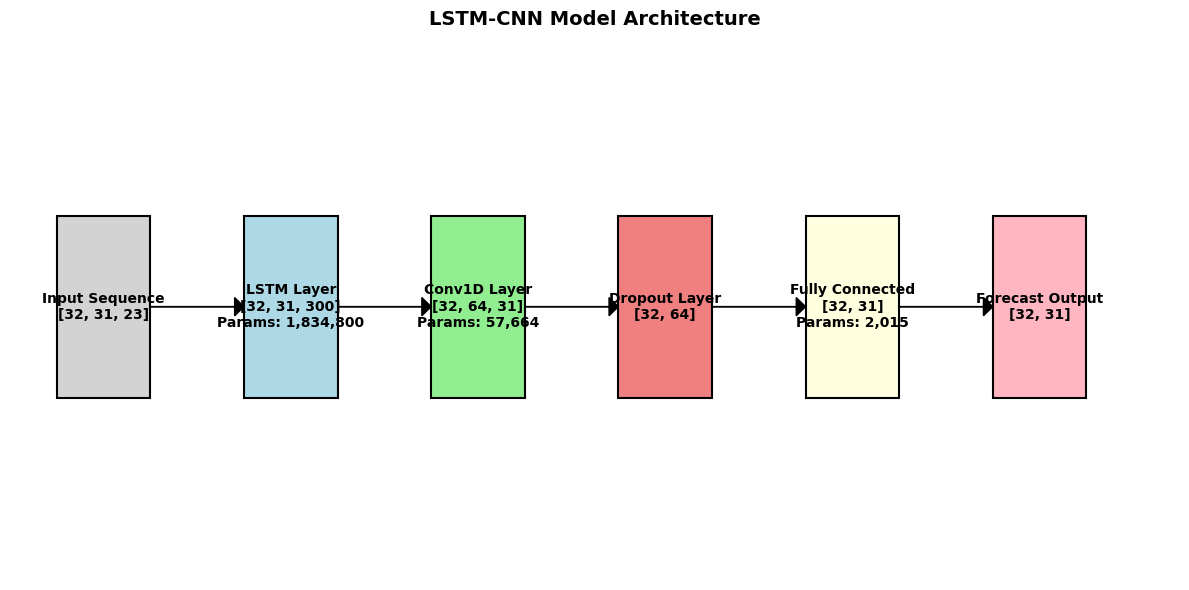 LSTM-CNN Model Architecture
Input Sequence
[32, 31, 23]
LSTM Layer
[32, 31, 300]
Params: 1,834,800
Conv1D Layer
[32, 64, 31]
Params: 57,664
Dropout Layer
[32, 64]
Fully Connected
[32, 31]
Params: 2,015
Forecast Output
[32, 31]